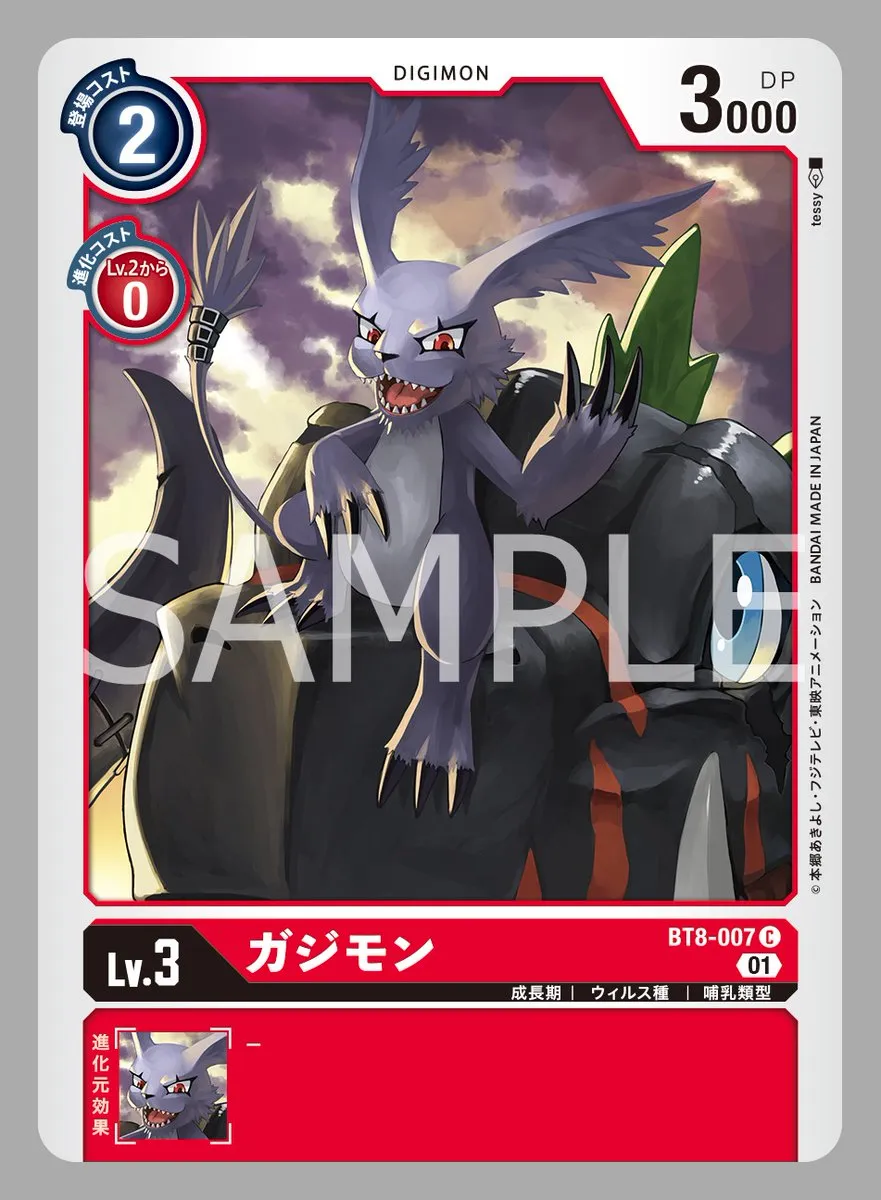 DIGIMON
登場コスト
2
3000
DP
進化コスト
Lv.2から
0
tessy
SAMPLE
© 本郷あきよし・フジテレビ・東映アニメーション BANDAI MADE IN JAPAN
Lv.3
ガジモン
BT8-007 C
01
成長期 | ウィルス種 | 哺乳類型
進化元効果
－